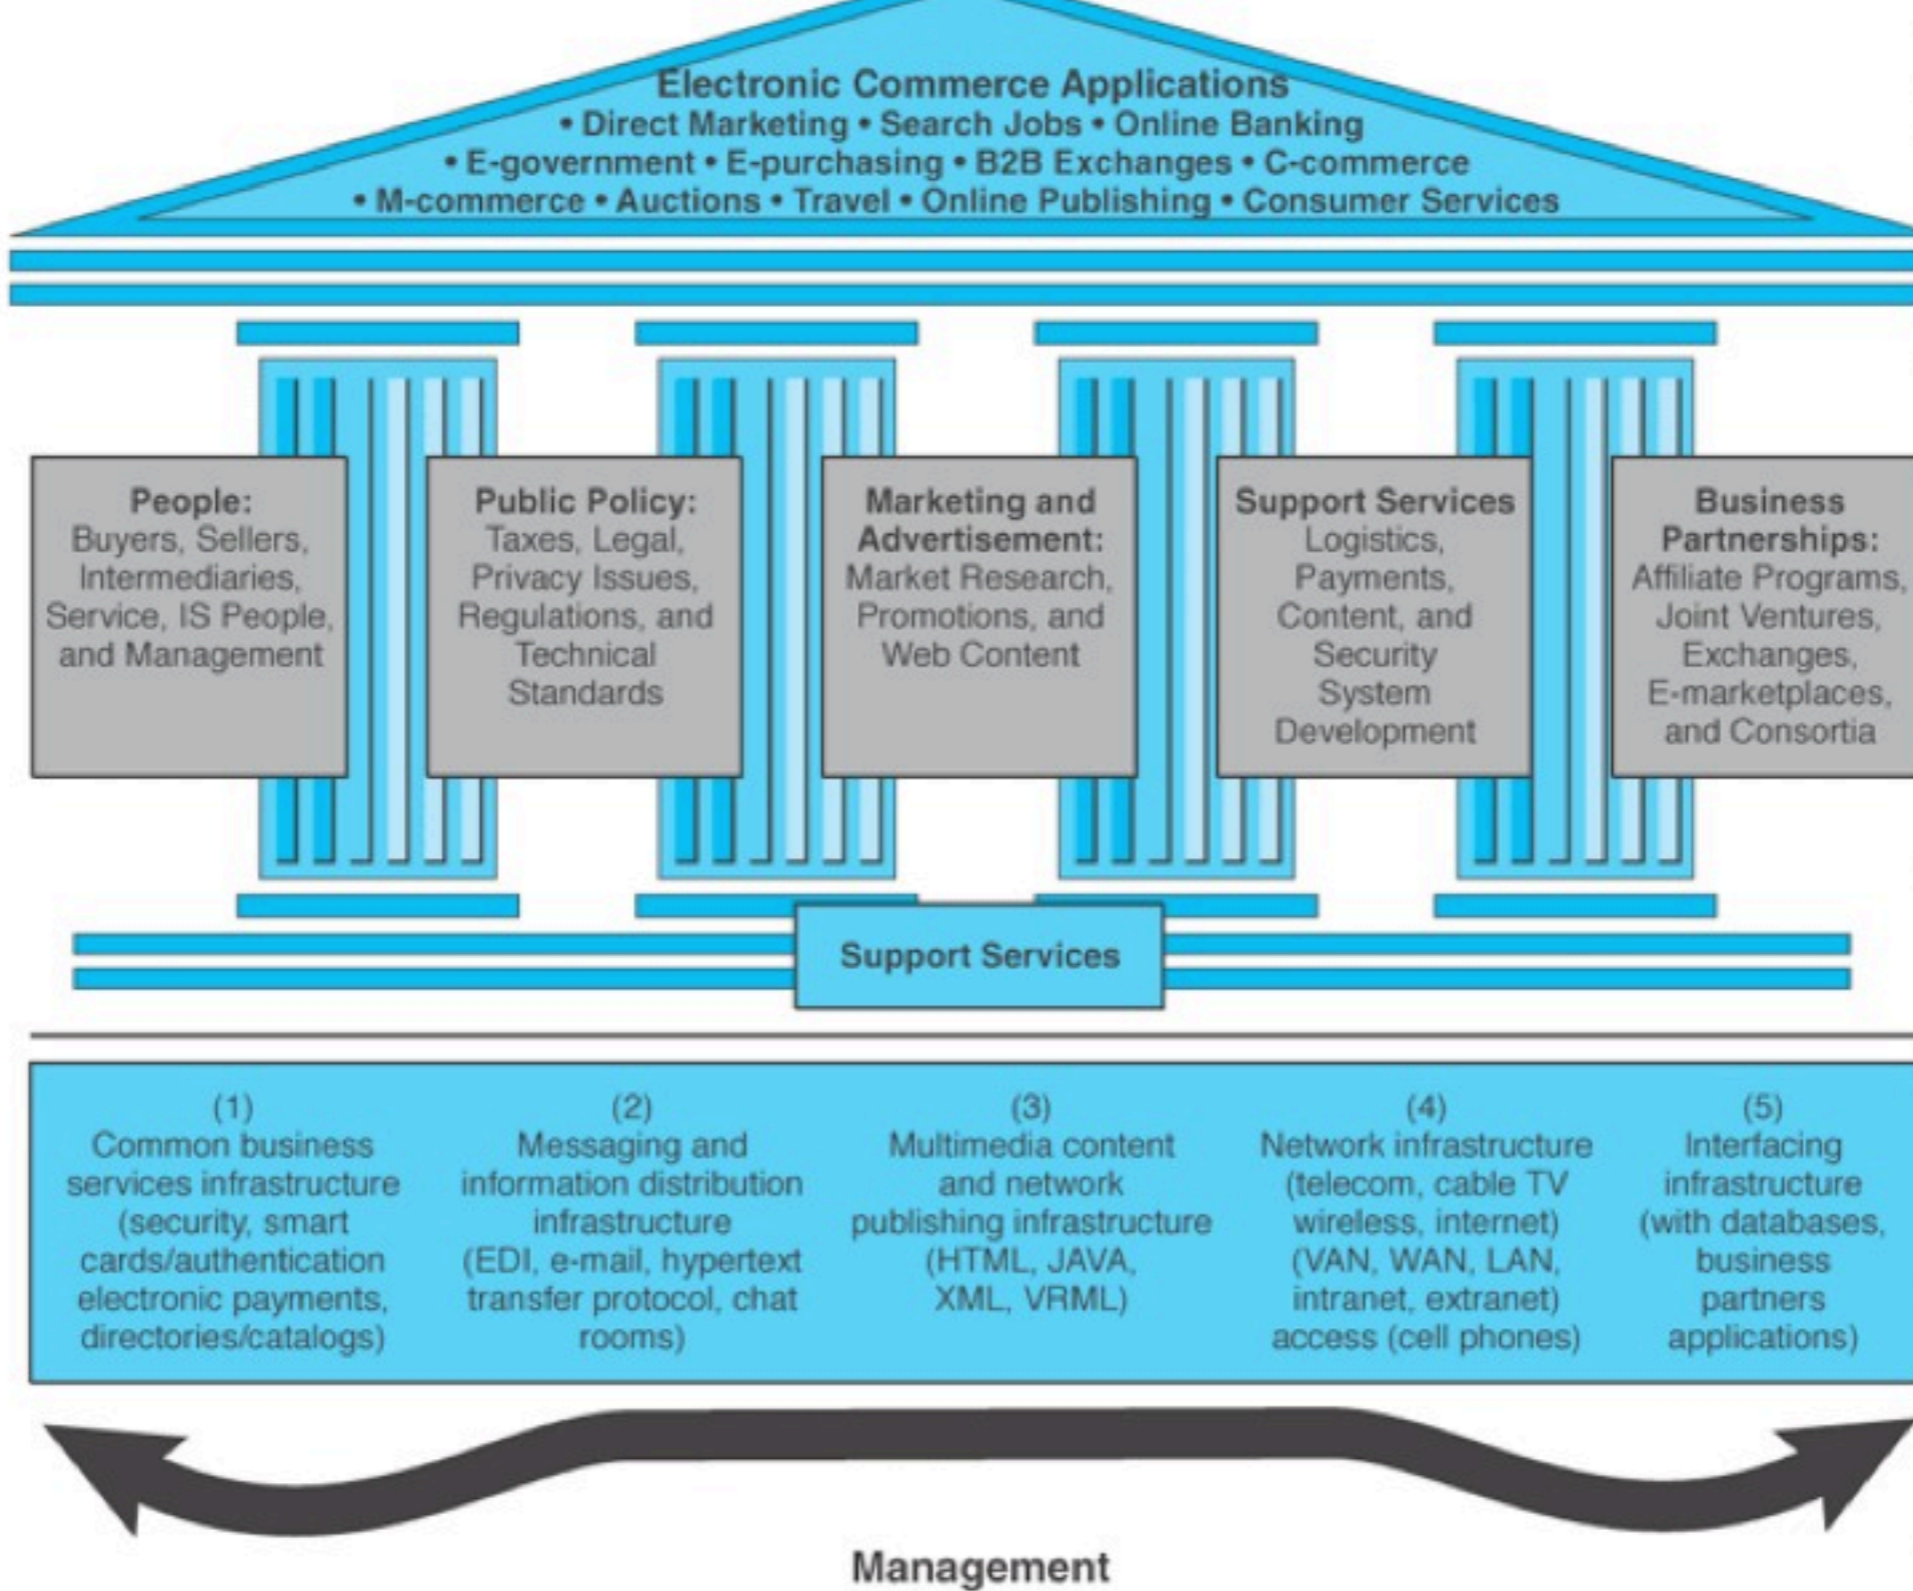 Electronic Commerce Applications
• Direct Marketing • Search Jobs • Online Banking
• E-government • E-purchasing • B2B Exchanges • C-commerce
• M-commerce • Auctions • Travel • Online Publishing • Consumer Services
People:
Buyers, Sellers,
Intermediaries,
Service, IS People,
and Management
Public Policy:
Taxes, Legal,
Privacy Issues,
Regulations, and
Technical
Standards
Marketing and
Advertisement:
Market Research,
Promotions, and
Web Content
Support Services
Logistics,
Payments,
Content, and
Security
System
Development
Business
Partnerships:
Affiliate Programs,
Joint Ventures,
Exchanges,
E-marketplaces,
and Consortia
Support Services
(1)
Common business
services infrastructure
(security, smart
cards/authentication
electronic payments,
directories/catalogs)
(2)
Messaging and
information distribution
infrastructure
(EDI, e-mail, hypertext
transfer protocol, chat
rooms)
(3)
Multimedia content
and network
publishing infrastructure
(HTML, JAVA,
XML, VRML)
(4)
Network infrastructure
(telecom, cable TV
wireless, internet)
(VAN, WAN, LAN,
intranet, extranet)
access (cell phones)
(5)
Interfacing
infrastructure
(with databases,
business
partners
applications)
Management